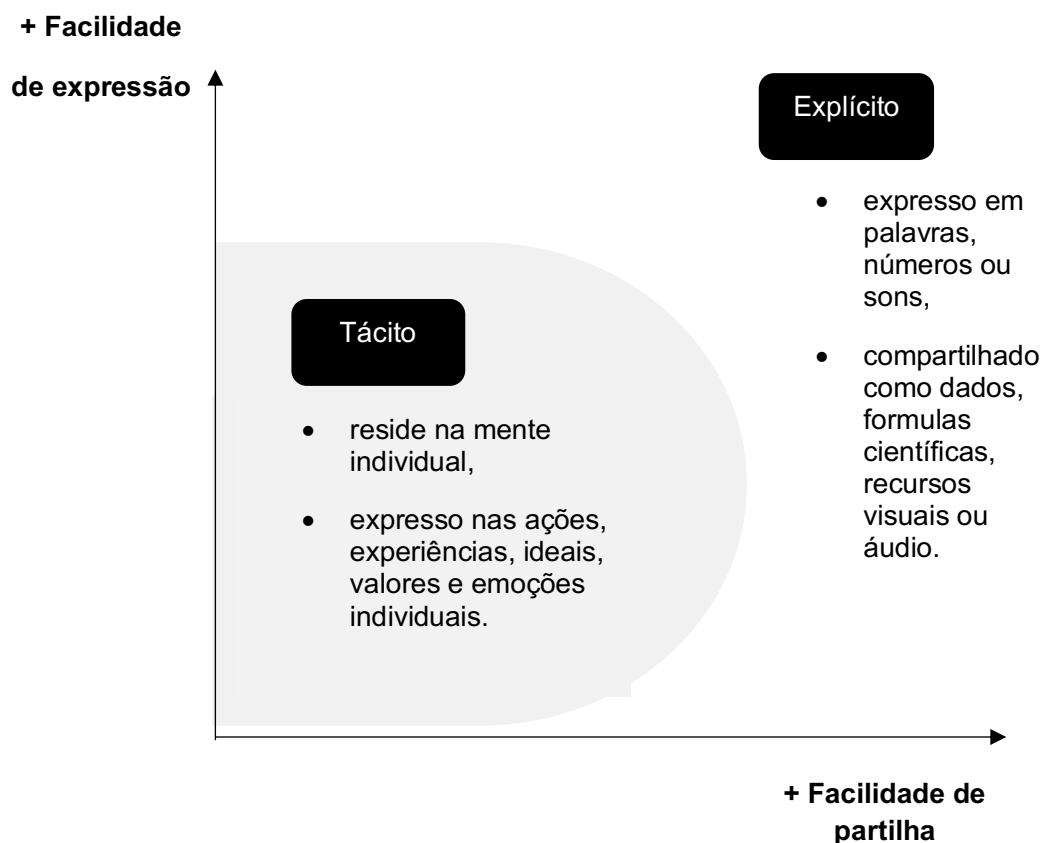 + Facilidade
de expressão
Explícito
• expresso em
palavras,
números ou
sons,
• compartilhado
como dados,
formulas
científicas,
recursos
visuais ou
áudio.
Tácito
• reside na mente
individual,
• expresso nas ações,
experiências, ideais,
valores e emoções
individuais.
+ Facilidade de
partilha